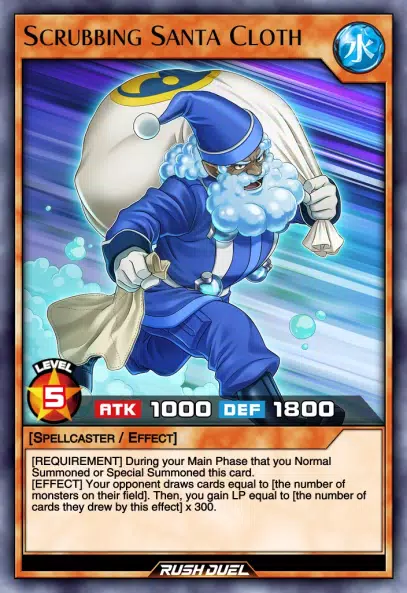 Scrubbing Santa Cloth
水
LEVEL
5
ATK 1000 DEF 1800
[Spellcaster / Effect]
[REQUIREMENT] During your Main Phase that you Normal
Summoned or Special Summoned this card.
[EFFECT] Your opponent draws cards equal to [the number of
monsters on their field]. Then, you gain LP equal to [the number of
cards they drew by this effect] x 300.
RUSH DUEL